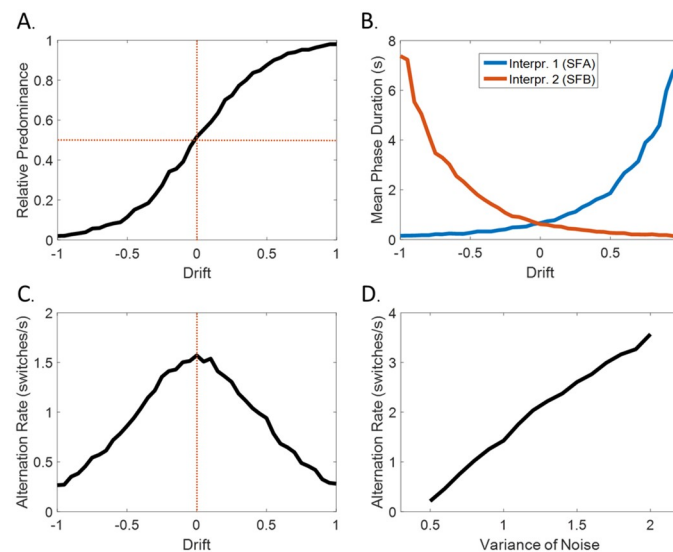 A.
Relative Predominance
1
0.8
0.6
0.4
0.2
0
-1
-0.5
0
0.5
1
Drift
B.
Mean Phase Duration (s)
8
6
4
2
0
Interpr. 1 (SFA)
Interpr. 2 (SFB)
-1
-0.5
0
0.5
Drift
C.
Alternation Rate (switches/s)
2
1.5
1
0.5
0
-1
-0.5
0
0.5
1
Drift
D.
Alternation Rate (switches/s)
4
3
2
1
0
0.5
1
1.5
2
Variance of Noise